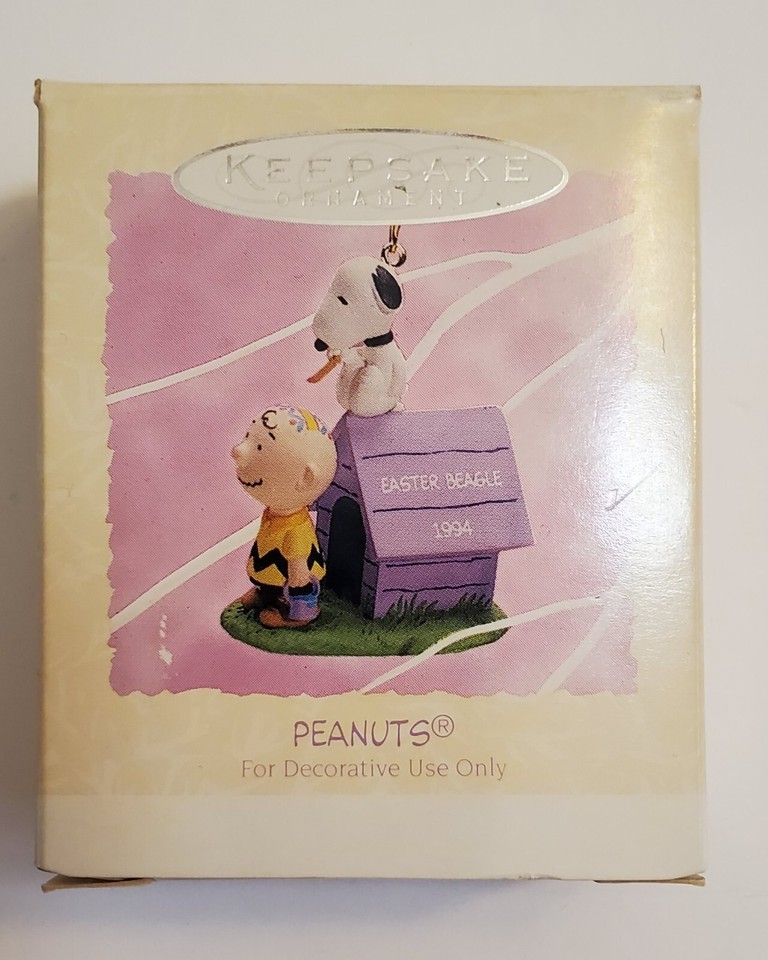 KEEPSAKE
ORNAMENT
EASTER BEAGLE
1994
PEANUTS®
For Decorative Use Only